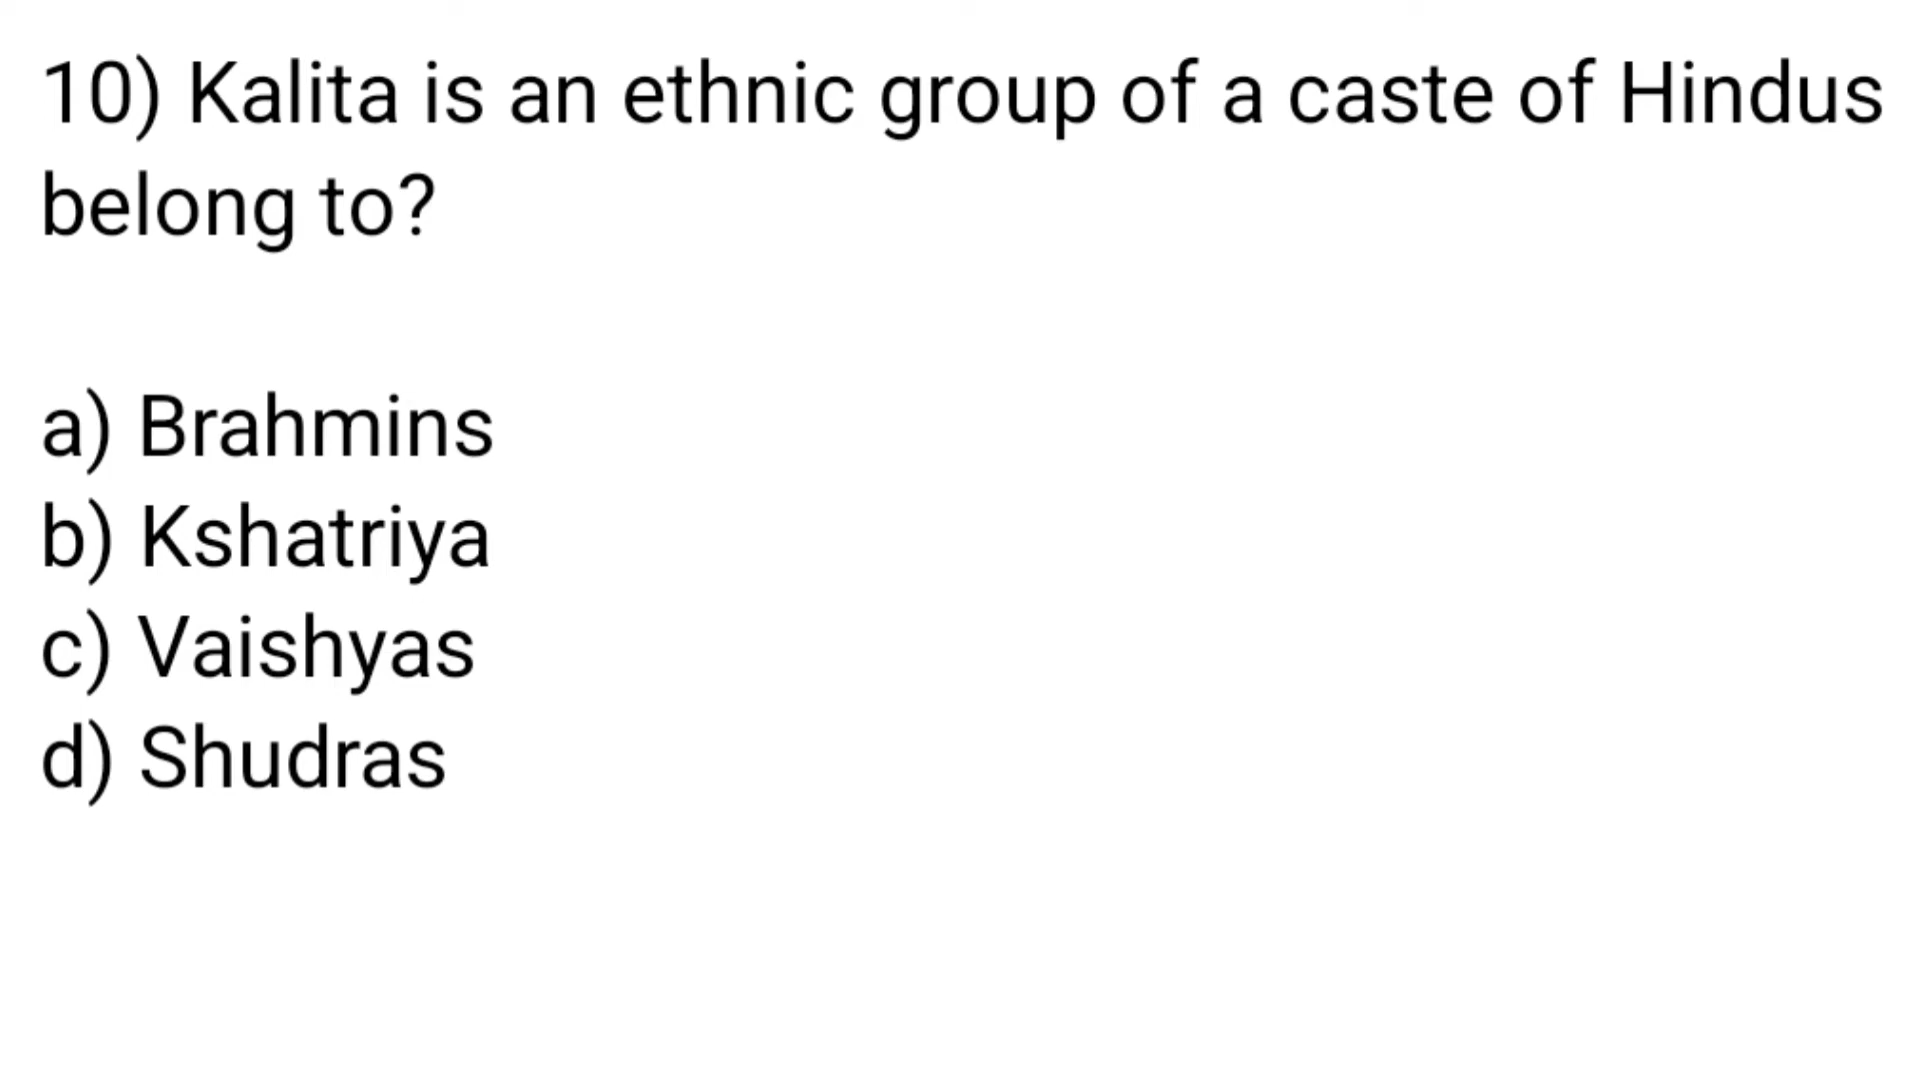 10) Kalita is an ethnic group of a caste of Hindus
belong to?
a) Brahmins
b) Kshatriya
c) Vaishyas
d) Shudras